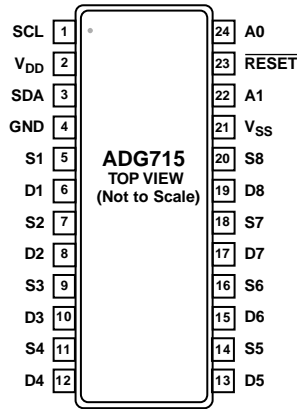 SCL 1 24 A0
VDD 2 23 RESET
SDA 3 22 A1
GND 4 21 VSS
S1 5 20 S8
D1 6 ADG715 19 D8
TOP VIEW
(Not to Scale)
S2 7 18 S7
D2 8 17 D7
S3 9 16 S6
D3 10 15 D6
S4 11 14 S5
D4 12 13 D5